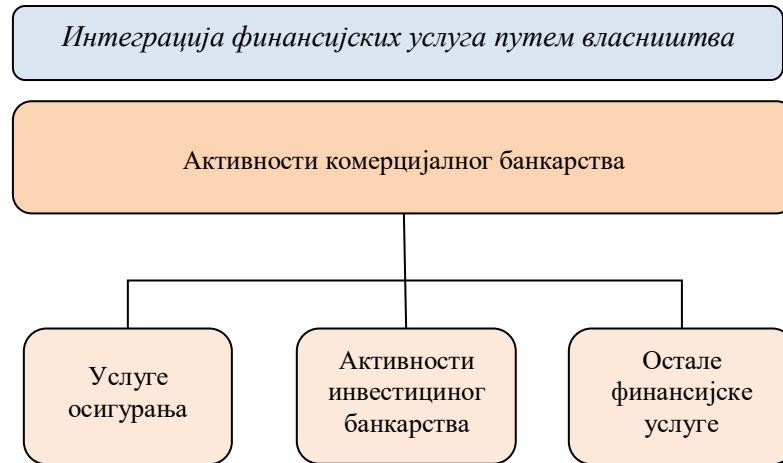 Интеграција финансијских услуга путем власништва
Активности комерцијалног банкарства
Услуге
осигурања
Активности
инвестициног
банкарства
Остале
финансијске
услуге